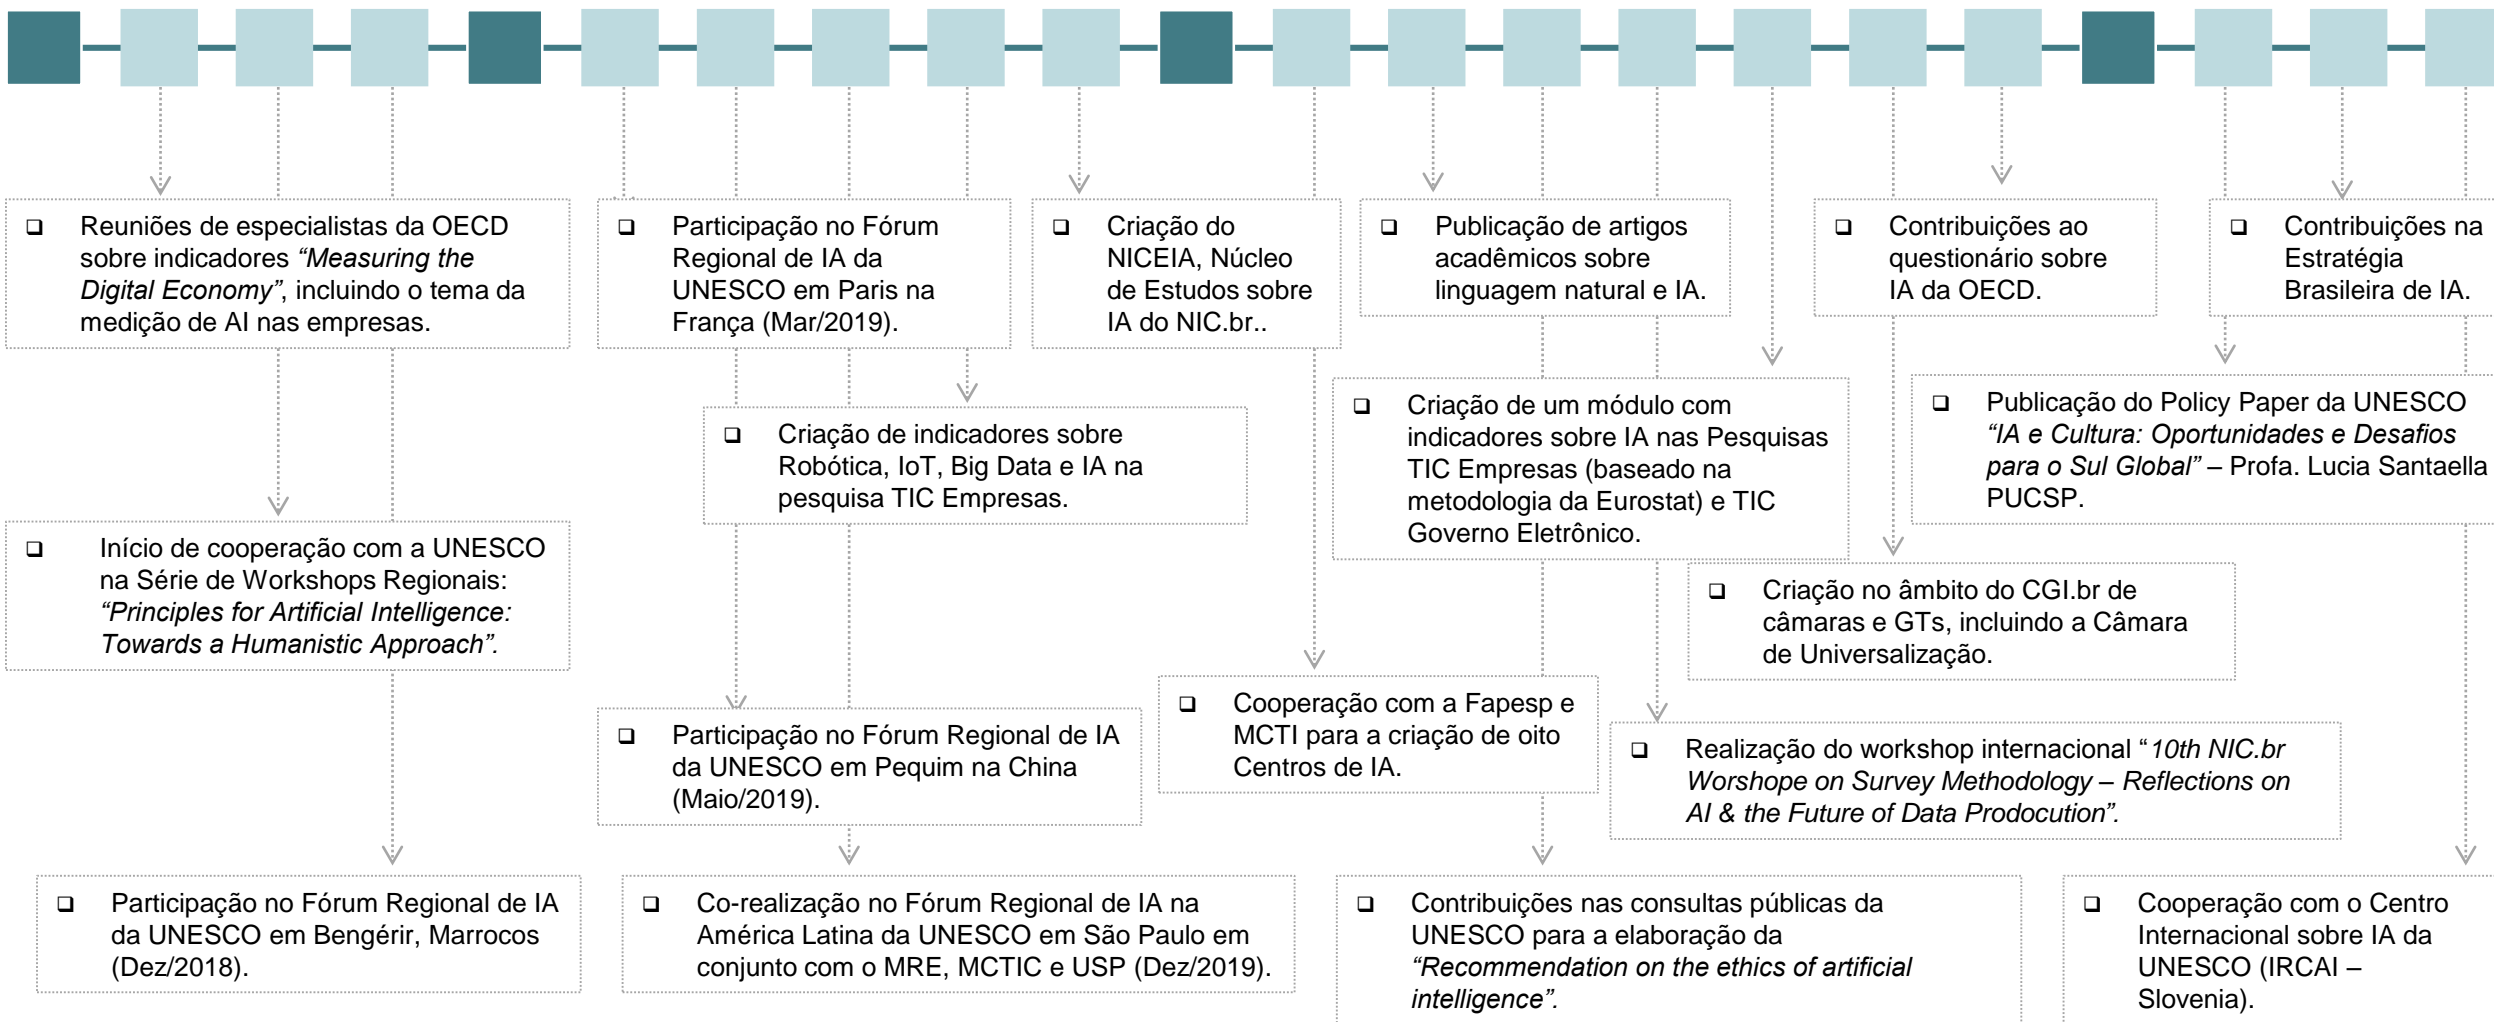 Reuniões de especialistas da OECD
sobre indicadores “Measuring the
Digital Economy”, incluindo o tema da
medição de AI nas empresas.
Participação no Fórum
Regional de IA da
UNESCO em Paris na
França (Mar/2019).
Criação do
NICEIA, Núcleo
de Estudos sobre
IA do NIC.br..
Publicação de artigos
acadêmicos sobre
linguagem natural e IA.
Contribuições ao
questionário sobre
IA da OECD.
Contribuições na
Estratégia
Brasileira de IA.
Criação de indicadores sobre
Robótica, IoT, Big Data e IA na
pesquisa TIC Empresas.
Criação de um módulo com
indicadores sobre IA nas Pesquisas
TIC Empresas (baseado na
metodologia da Eurostat) e TIC
Governo Eletrônico.
Publicação do Policy Paper da UNESCO
“IA e Cultura: Oportunidades e Desafios
para o Sul Global” – Profa. Lucia Santaella
PUCSP.
Início de cooperação com a UNESCO
na Série de Workshops Regionais:
“Principles for Artificial Intelligence:
Towards a Humanistic Approach”.
Criação no âmbito do CGI.br de
câmaras e GTs, incluindo a Câmara
de Universalização.
Participação no Fórum Regional de IA
da UNESCO em Pequim na China
(Maio/2019).
Cooperação com a Fapesp e
MCTI para a criação de oito
Centros de IA.
Realização do workshop internacional “10th NIC.br
Worshope on Survey Methodology – Reflections on
AI & the Future of Data Prodocution”.
Participação no Fórum Regional de IA
da UNESCO em Bengérir, Marrocos
(Dez/2018).
Co-realização no Fórum Regional de IA na
América Latina da UNESCO em São Paulo em
conjunto com o MRE, MCTIC e USP (Dez/2019).
Contribuições nas consultas públicas da
UNESCO para a elaboração da
“Recommendation on the ethics of artificial
intelligence”.
Cooperação com o Centro
Internacional sobre IA da
UNESCO (IRCAI –
Slovenia).